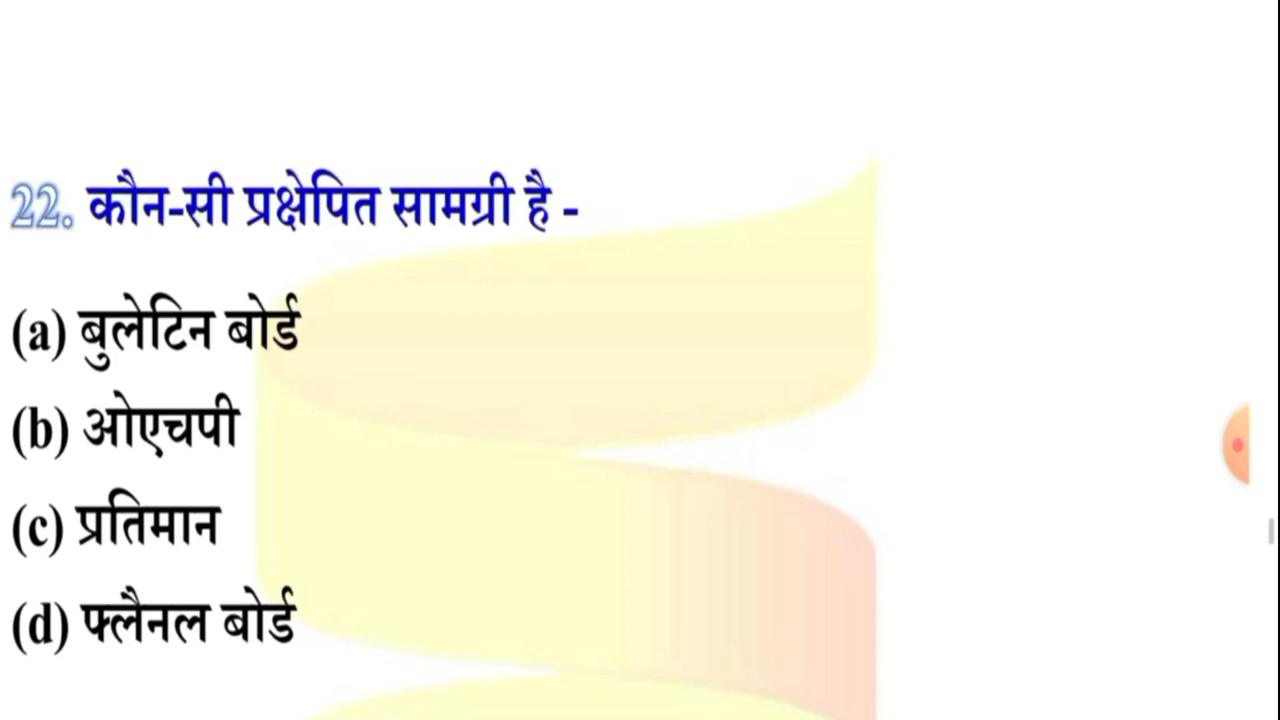 22. कौन-सी प्रक्षेपित सामग्री है -
(a) बुलेटिन बोर्ड
(b) ओएचपी
(c) प्रतिमान
(d) फ्लैनल बोर्ड